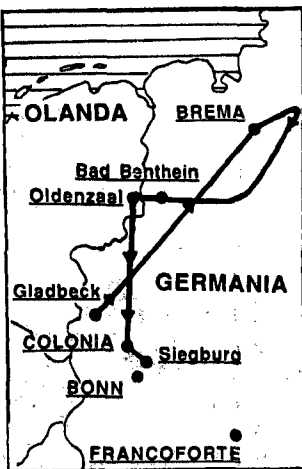 OLANDA
BREMA
Bad Benthein
Oldenzaal
GERMANIA
Gladbeck
COLONIA
Siegburg
BONN
FRANCOFORTE